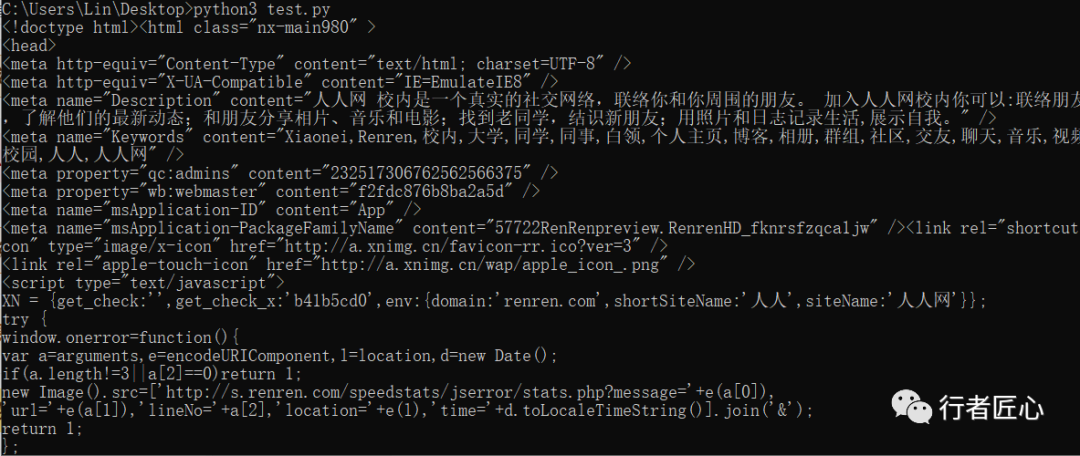 C:\Users\Lin\Desktop>python3 test.py
<!doctype html><html class="nx-main980" >
<head>
<meta http-equiv="Content-Type" content="text/html; charset=UTF-8" />
<meta http-equiv="X-UA-Compatible" content="IE=EmulateIE8" />
<meta name="Description" content="人人网 校内是一个真实的社交网络，联络你和你周围的朋友。 加入人人网校内你可以:联络朋友
，了解他们的最新动态；和朋友分享相片、音乐和电影；找到老同学，结识新朋友；用照片和日志记录生活,展示自我。" />
<meta name="Keywords" content="Xiaonei,Renren,校内,大学,同学,同事,白领,个人主页,博客,相册,群组,社区,交友,聊天,音乐,视频
校园,人人,人人网" />
<meta property="qc:admins" content="232517306762562566375" />
<meta property="wb:webmaster" content="f2fdc876b8ba2a5d" />
<meta name="msApplication-ID" content="App" />
<meta name="msApplication-PackageFamilyName" content="57722RenRenpreview.RenrenHD_fknrsfzqcaljw" /><link rel="shortcut
con" type="image/x-icon" href="http://a.xnimg.cn/favicon-rr.ico?ver=3" />
<link rel="apple-touch-icon" href="http://a.xnimg.cn/wap/apple_icon_.png" />
<script type="text/javascript">
XN = {get_check:'',get_check_x:'b41b5cd0',env:{domain:'renren.com',shortSiteName:'人人',siteName:'人人网'}};
try {
window.onerror=function(){
var a=arguments,e=encodeURIComponent,l=location,d=new Date();
if(a.length!=3||a[2]==0)return 1;
new Image().src=['http://s.renren.com/speedstats/jserror/stats.php?message='+e(a[0]),
'url='+e(a[1]),'lineNo='+a[2],'location='+e(l),'time='+d.toLocaleTimeString()].join('&');
return 1;
};
行者匠心